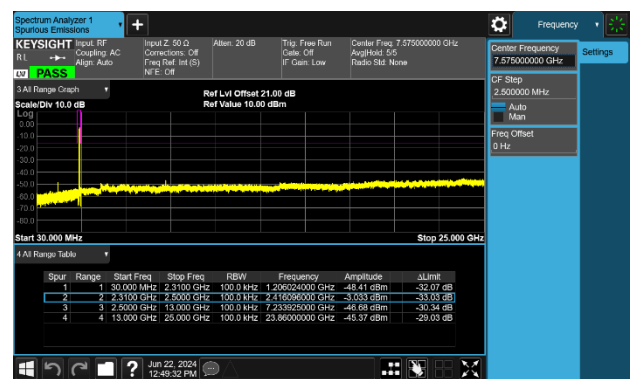 Spectrum Analyzer 1
Spurious Emissions
+
Frequency
KEYSIGHT Input: RF Input Z: 50 Ω Atten: 20 dB Trig: Free Run Center Freq: 7.575000000 GHz
R L Coupling: AC Corrections: Off Gate: Off Avg|Hold: 5/5
Align: Auto Freq Ref: Int (S) IF Gain: Low Radio Std: None
LXI PASS NFE: Off
Center Frequency
7.575000000 GHz
Settings
CF Step
2.500000 MHz
Auto
Man
Freq Offset
0 Hz
3 All Range Graph
Ref Lvl Offset 21.00 dB
Scale/Div 10.0 dB Ref Value 10.00 dBm
Log
0.00
-10.0
-20.0
-30.0
-40.0
-50.0
-60.0
-70.0
-80.0
Start 30.000 MHz Stop 25.000 GHz
4 All Range Table
Spur Range Start Freq Stop Freq RBW Frequency Amplitude ΔLimit
1 1 30.000 MHz 2.3100 GHz 100.0 kHz 1.206024000 GHz -48.41 dBm -32.07 dB
2 2 2.3100 GHz 2.5000 GHz 100.0 kHz 2.416096000 GHz -3.033 dBm -33.03 dB
3 3 2.5000 GHz 13.000 GHz 100.0 kHz 7.233925000 GHz -46.68 dBm -30.34 dB
4 4 13.000 GHz 25.000 GHz 100.0 kHz 23.86000000 GHz -45.37 dBm -29.03 dB
? Jun 22, 2024
12:49:32 PM